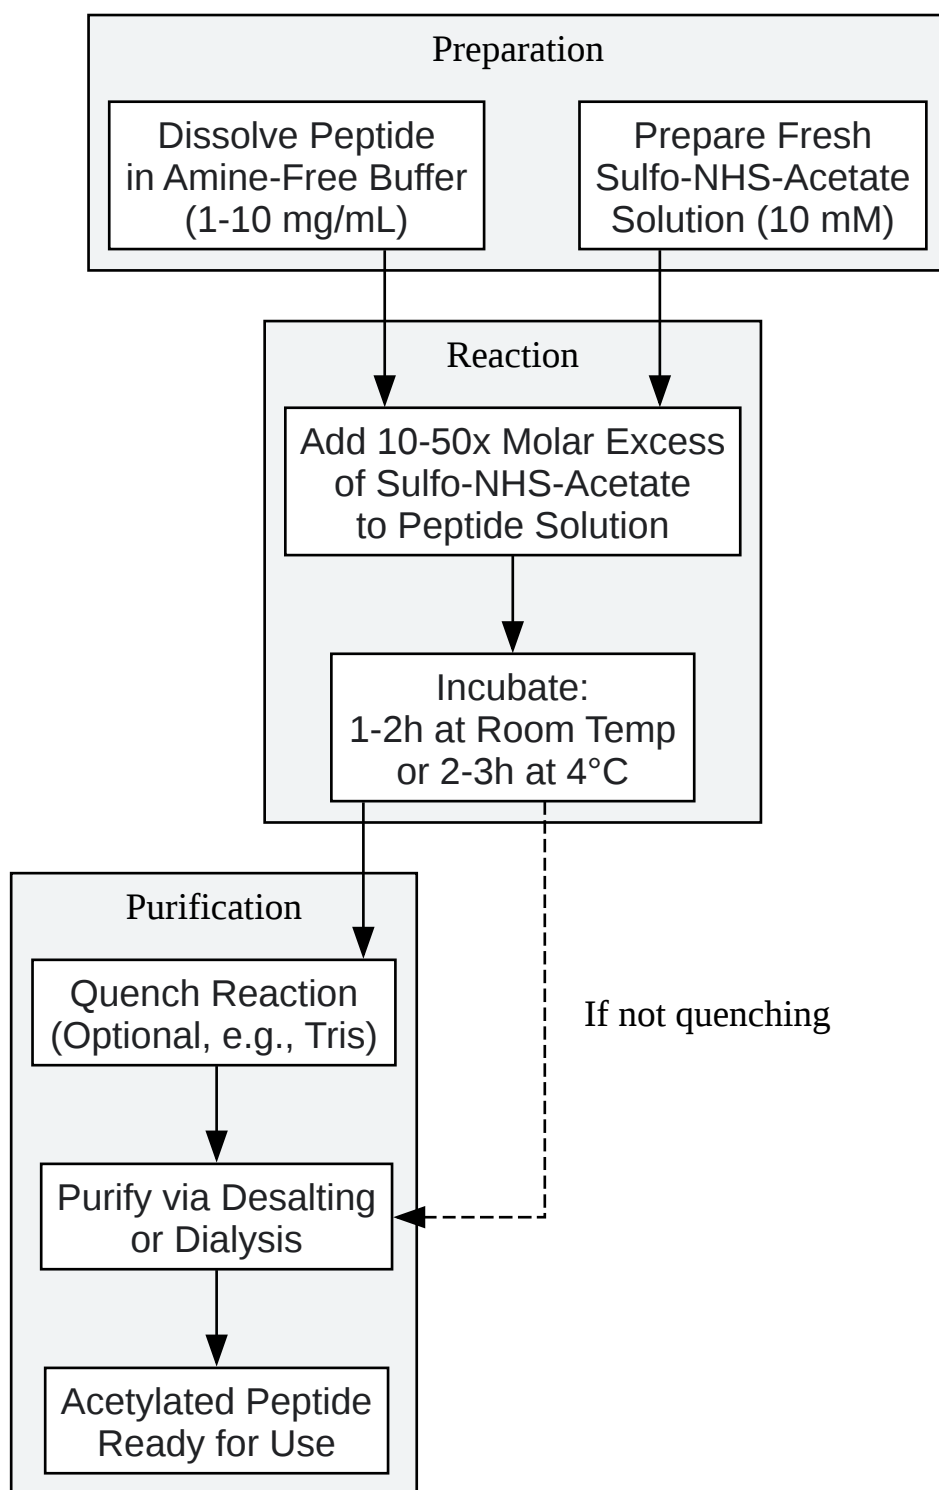 Preparation
Dissolve Peptide
in Amine-Free Buffer
(1-10 mg/mL)
Prepare Fresh
Sulfo-NHS-Acetate
Solution (10 mM)
Reaction
Add 10-50x Molar Excess
of Sulfo-NHS-Acetate
to Peptide Solution
Incubate:
1-2h at Room Temp
or 2-3h at 4°C
Purification
Quench Reaction
(Optional, e.g., Tris)
If not quenching
Purify via Desalting
or Dialysis
Acetylated Peptide
Ready for Use